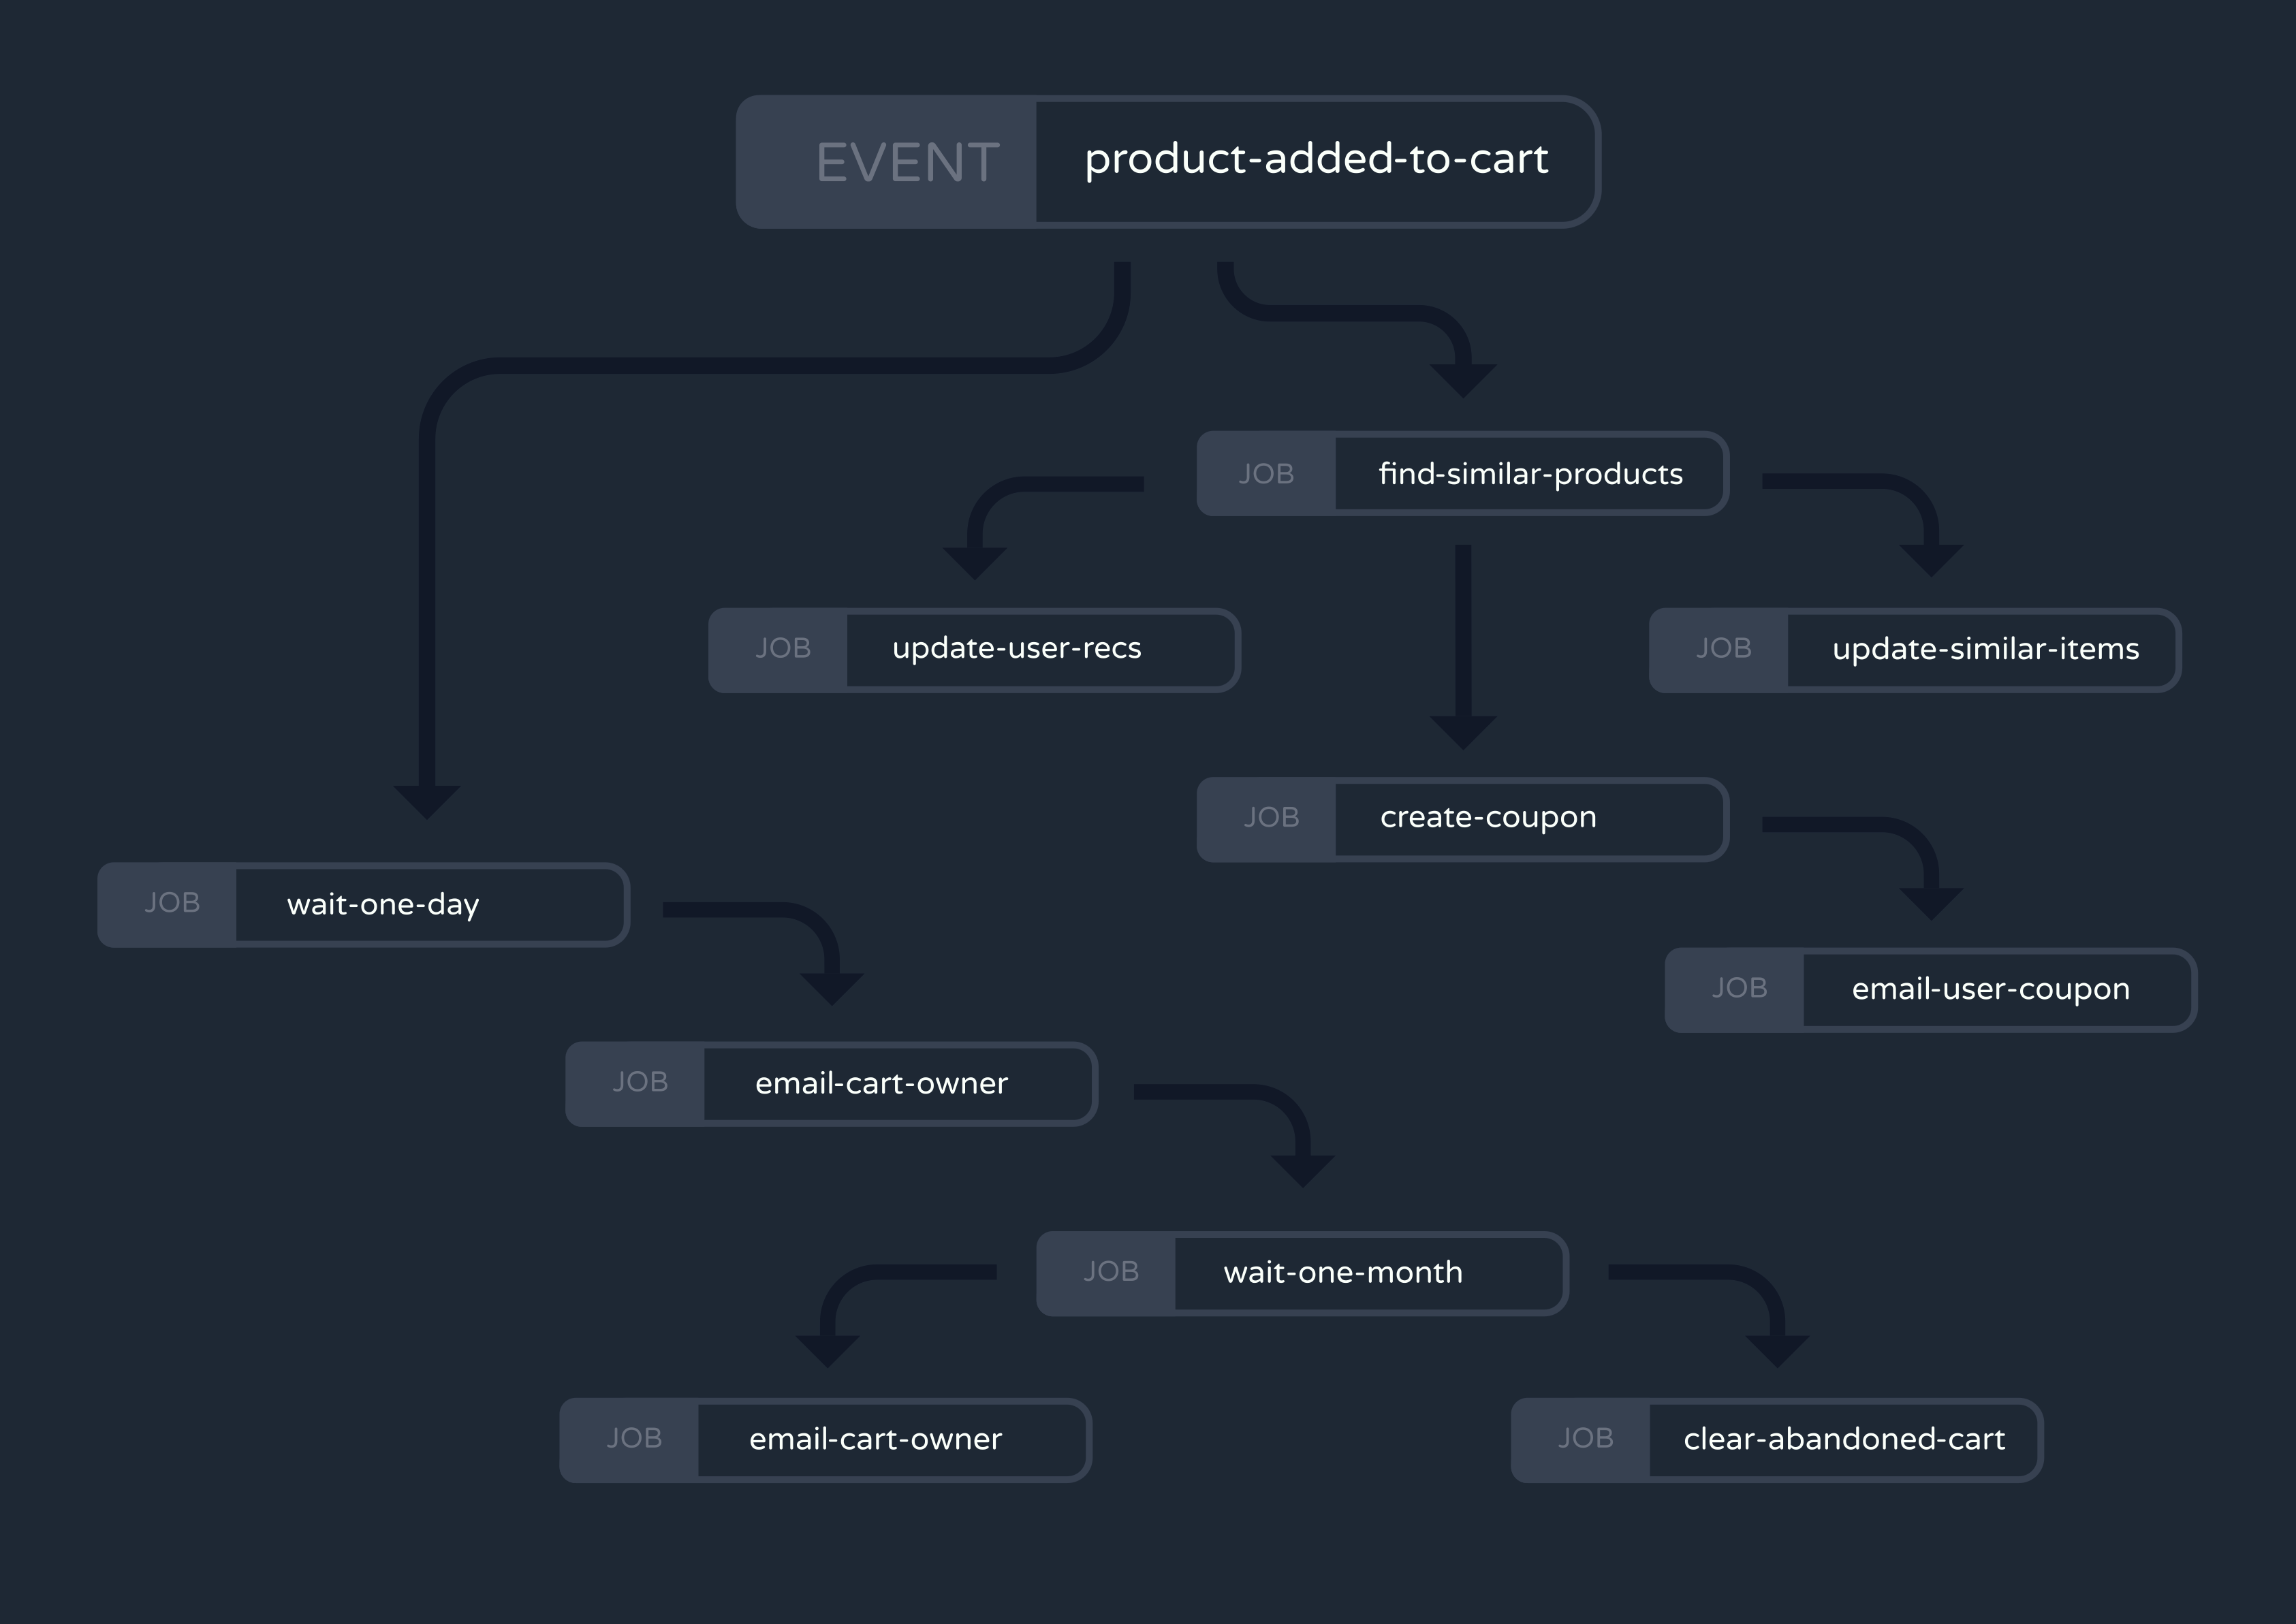 EVENT product-added-to-cart
JOB find-similar-products
JOB update-user-recs
JOB update-similar-items
JOB create-coupon
JOB wait-one-day
JOB email-user-coupon
JOB email-cart-owner
JOB wait-one-month
JOB email-cart-owner
JOB clear-abandoned-cart